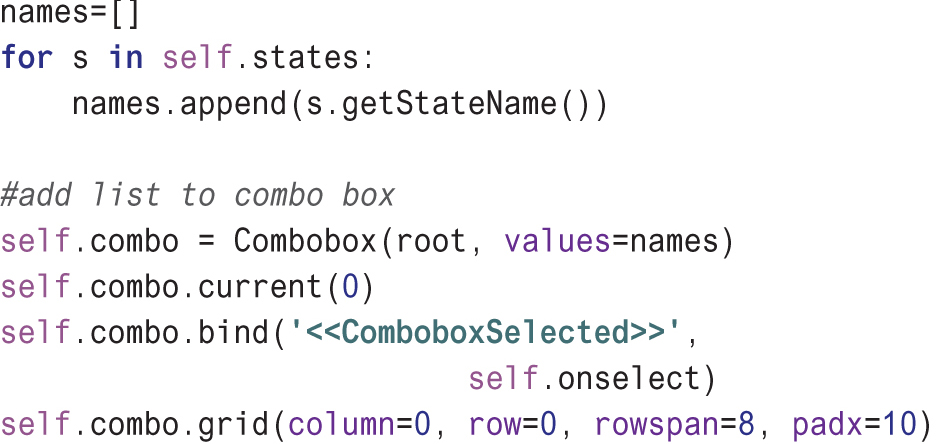 names=[]
for s in self.states:
    names.append(s.getStateName())

#add list to combo box
self.combo = Combobox(root, values=names)
self.combo.current(0)
self.combo.bind('<<ComboboxSelected>>',
                          self.onselect)
self.combo.grid(column=0, row=0, rowspan=8, padx=10)